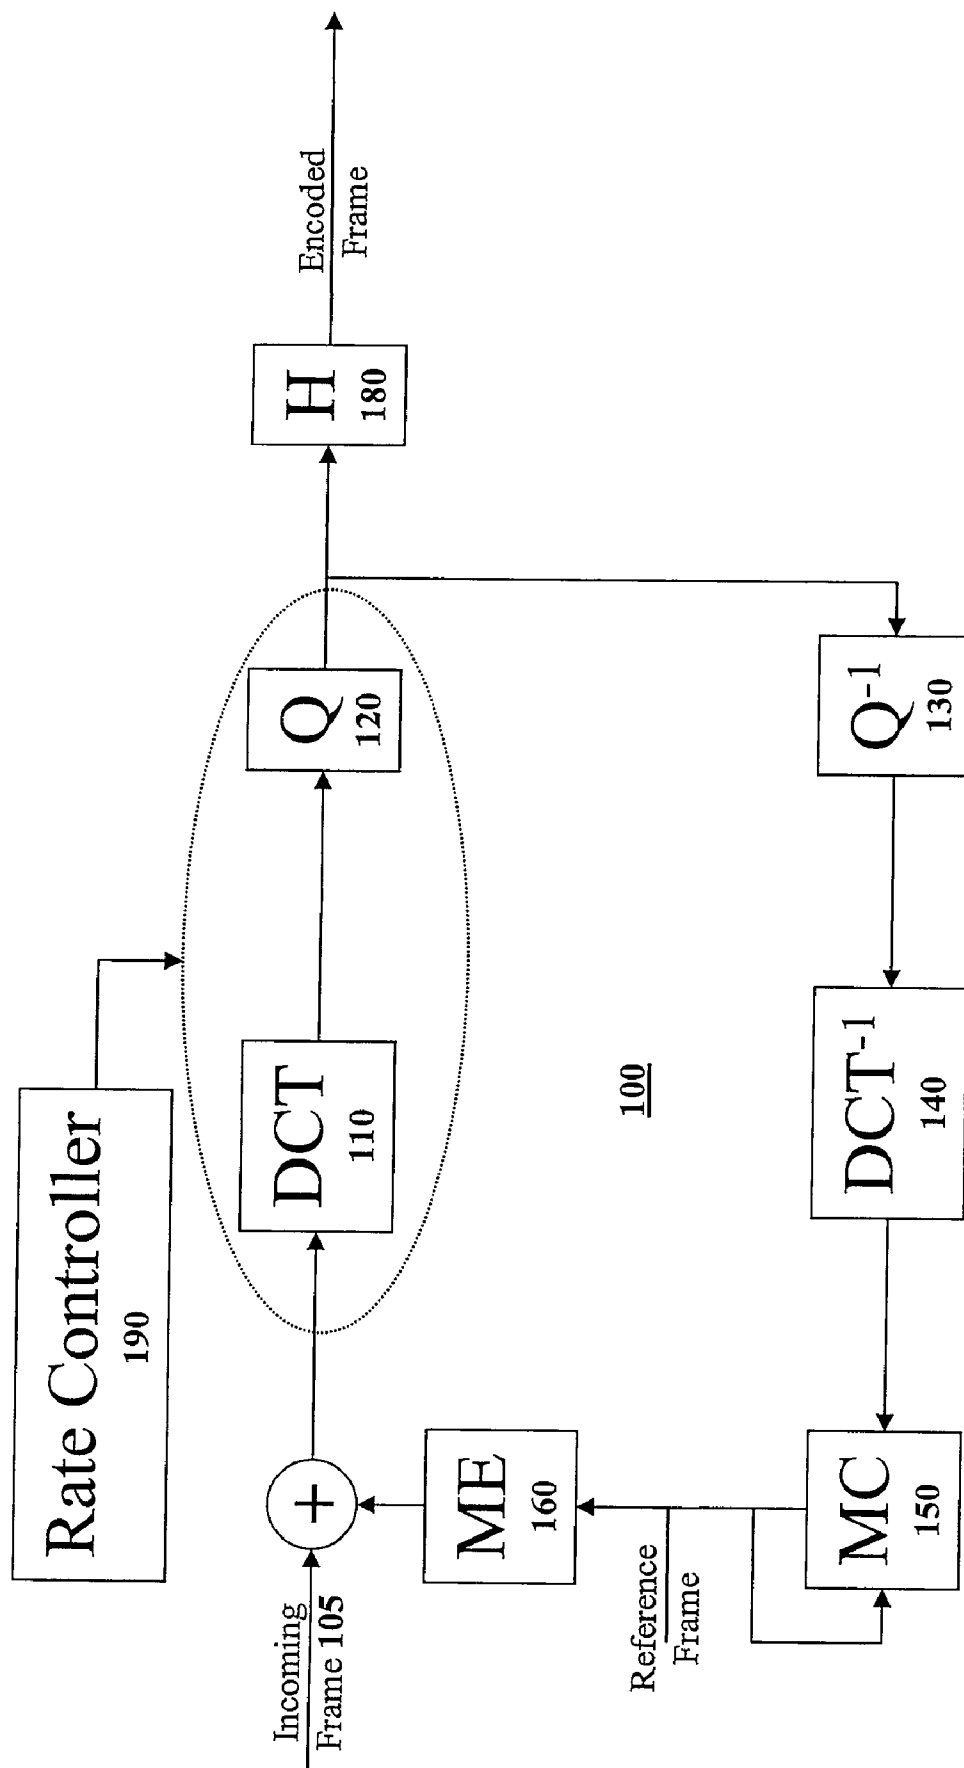 Rate Controller
190
Incoming
Frame 105
+
DCT
110
Q
120
H
180
Encoded
Frame
ME
160
100
Reference
Frame
MC
150
DCT-1
140
Q-1
130